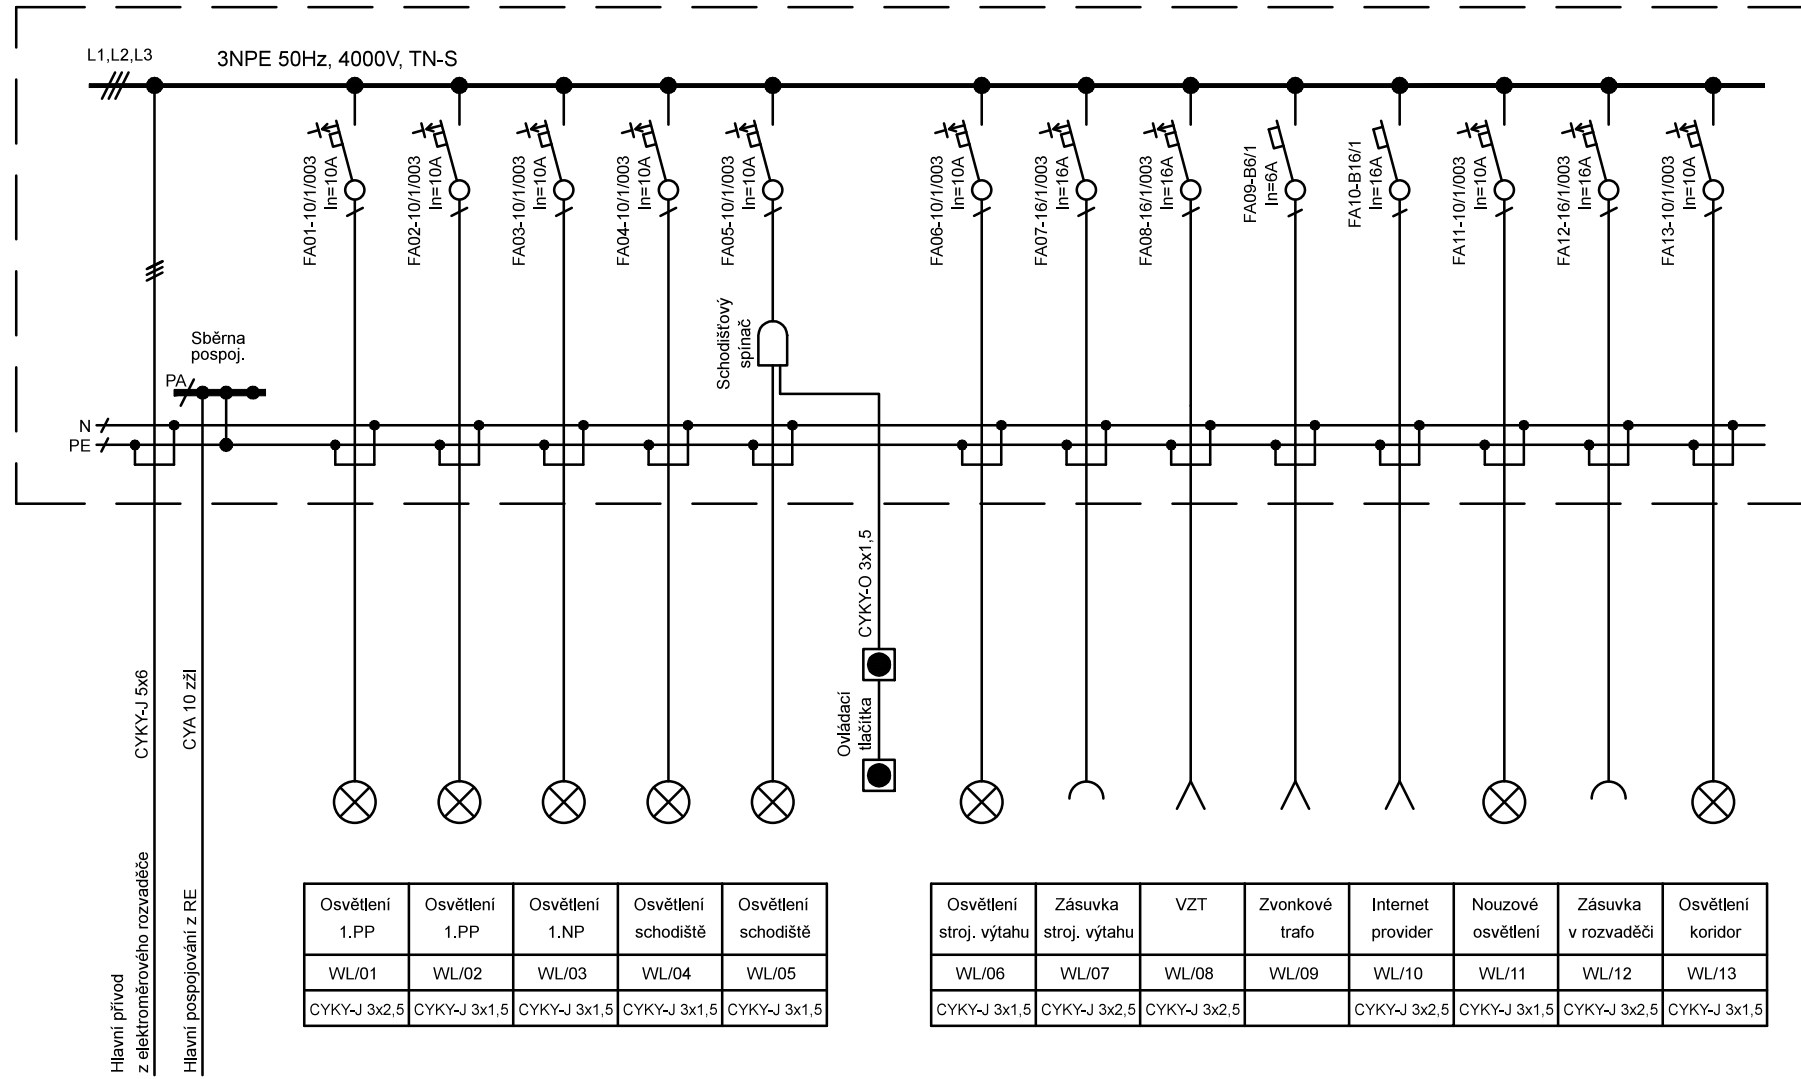 L1,L2,L3
3NPE 50Hz, 4000V, TN-S
FA01-10/1/003
In=10A
FA02-10/1/003
In=10A
FA03-10/1/003
In=10A
FA04-10/1/003
In=10A
FA05-10/1/003
In=10A
FA06-10/1/003
In=10A
FA07-16/1/003
In=16A
FA08-16/1/003
In=16A
FA09-B6/1
In=6A
FA10-B16/1
In=16A
FA11-10/1/003
In=10A
FA12-16/1/003
In=16A
FA13-10/1/003
In=10A
Schodišťový
spínač
Sběrna
pospoj.
PA
N
PE
CYKY-O 3x1,5
Ovládací
tlačítka
CYKY-J 5x6
CYA 10 zžl
Hlavní přívod
z elektroměrového rozvaděče
Hlavní pospojování z RE
Osvětlení
1.PP
WL/01
CYKY-J 3x2,5
Osvětlení
1.PP
WL/02
CYKY-J 3x1,5
Osvětlení
1.NP
WL/03
CYKY-J 3x1,5
Osvětlení
schodiště
WL/04
CYKY-J 3x1,5
Osvětlení
schodiště
WL/05
CYKY-J 3x1,5
Osvětlení
stroj. výtahu
WL/06
CYKY-J 3x1,5
Zásuvka
stroj. výtahu
WL/07
CYKY-J 3x2,5
VZT
WL/08
CYKY-J 3x2,5
Zvonkové
trafo
WL/09
Internet
provider
WL/10
CYKY-J 3x2,5
Nouzové
osvětlení
WL/11
CYKY-J 3x1,5
Zásuvka
v rozvaděči
WL/12
CYKY-J 3x2,5
Osvětlení
koridor
WL/13
CYKY-J 3x1,5